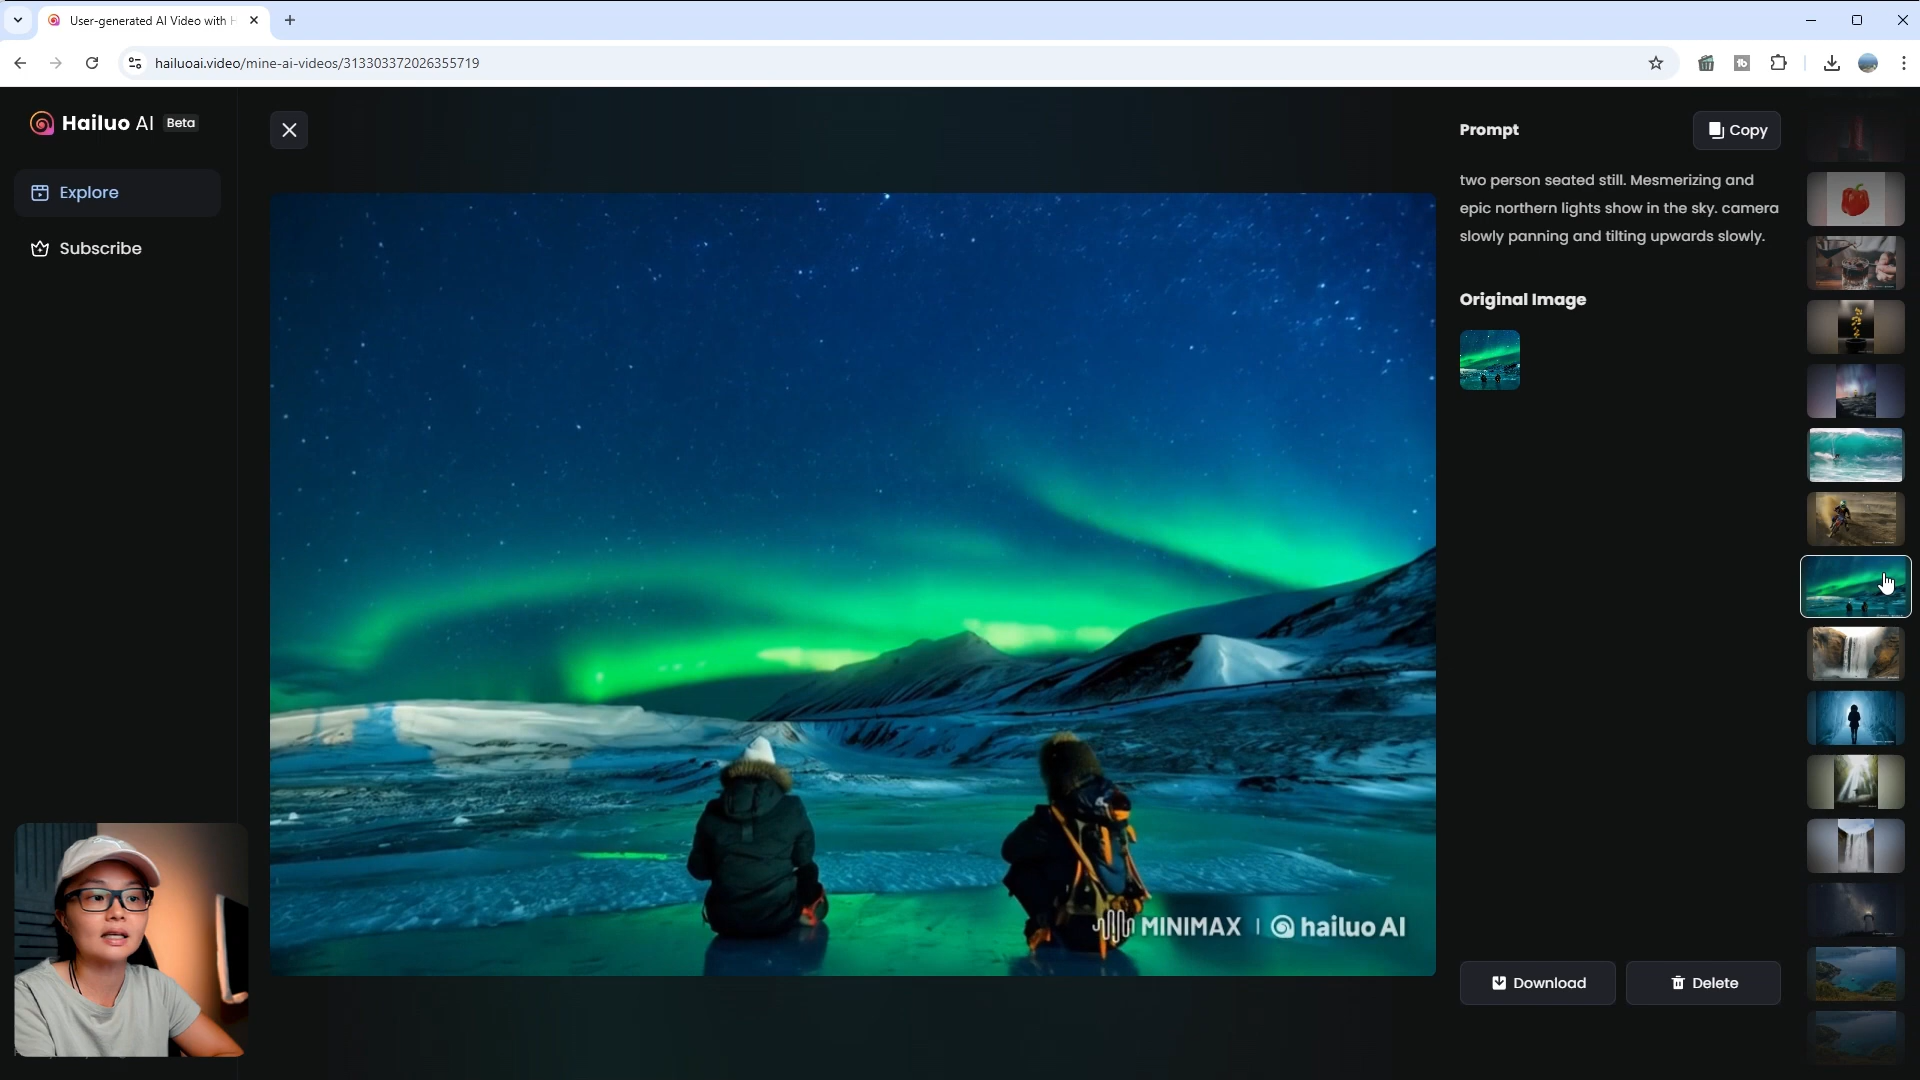 User-generated AI Video with H
hailuoai.video/mine-ai-videos/313303372026355719
Hailuo AI Beta
Explore
Subscribe
Prompt
Copy
two person seated still. Mesmerizing and
epic northern lights show in the sky. camera
slowly panning and tilting upwards slowly.
Original Image
MINIMAX | hailuo AI
Download
Delete